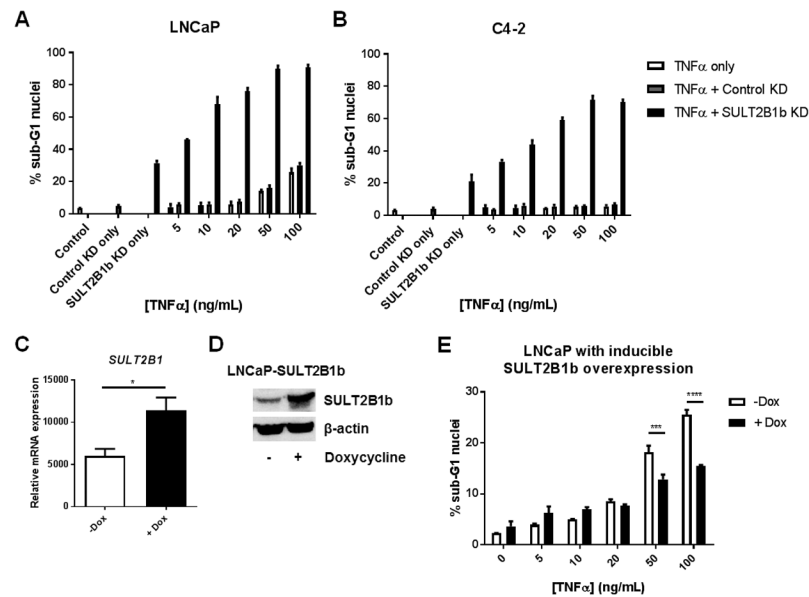 A
LNCaP
% sub-G1 nuclei
100
80
60
40
20
0
Control
Control KD only
SULT2B1b KD only
5
10
20
50
100
[TNFα] (ng/mL)
B
C4-2
% sub-G1 nuclei
100
80
60
40
20
0
Control
Control KD only
SULT2B1b KD only
5
10
20
50
100
[TNFα] (ng/mL)
TNFα only
TNFα + Control KD
TNFα + SULT2B1b KD
C
SULT2B1
Relative mRNA expression
15000
10000
5000
0
*
-Dox
+ Dox
D
LNCaP-SULT2B1b
SULT2B1b
β-actin
- + Doxycycline
E
LNCaP with inducible
SULT2B1b overexpression
% sub-G1 nuclei
30
20
10
0
***
****
0
5
10
20
50
100
[TNFα] (ng/mL)
-Dox
+ Dox